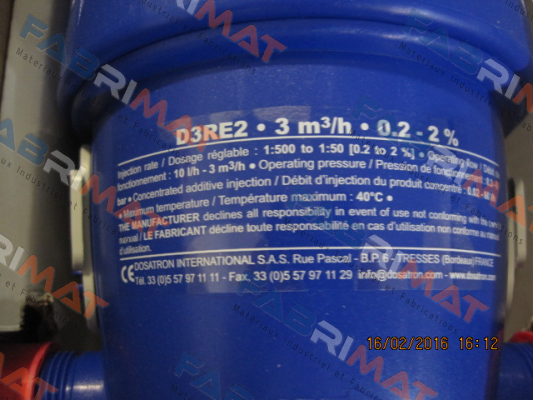 D3RE2 • 3 m³/h • 0.2 - 2 %
Injection rate / Dosage réglable : 1:500 to 1:50 [0.2 to 2 %] • Operating flow / Débit
fonctionnement : 10 l/h - 3 m³/h • Operating pressure / Pression de fonctionnement :
bar • Concentrated additive injection / Débit d'injection du produit concentré :
• Maximum temperature / Température maximum : 40°C •
THE MANUFACTURER declines all responsibility in event of use not conforming with
manual / LE FABRICANT décline toute responsabilité en cas d'utilisation non conforme au
d'utilisation.
CE DOSATRON INTERNATIONAL S.A.S. Rue Pascal - B.P. 6 - TRESSES (Bordeaux) FRANCE
Tél. 33 (0)5 57 97 11 11 - Fax. 33 (0)5 57 97 11 29 info@dosatron.com - www.dosatron.com
FABRIMAT
16/02/2016 16:12